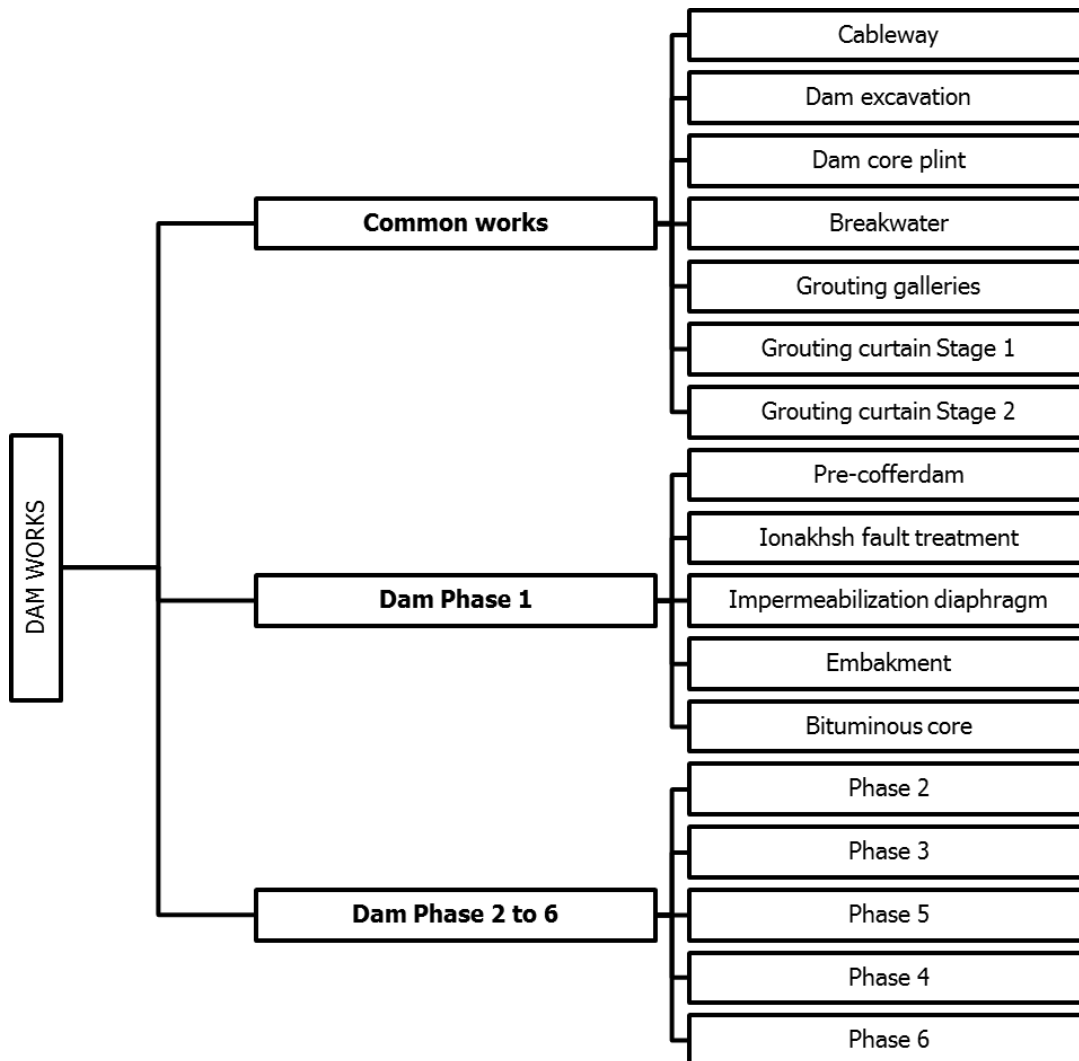 DAM WORKS
Common works
Cableway
Dam excavation
Dam core plint
Breakwater
Grouting galleries
Grouting curtain Stage 1
Grouting curtain Stage 2
Dam Phase 1
Pre-cofferdam
Ionakhsh fault treatment
Impermeabilization diaphragm
Embakment
Bituminous core
Dam Phase 2 to 6
Phase 2
Phase 3
Phase 5
Phase 4
Phase 6